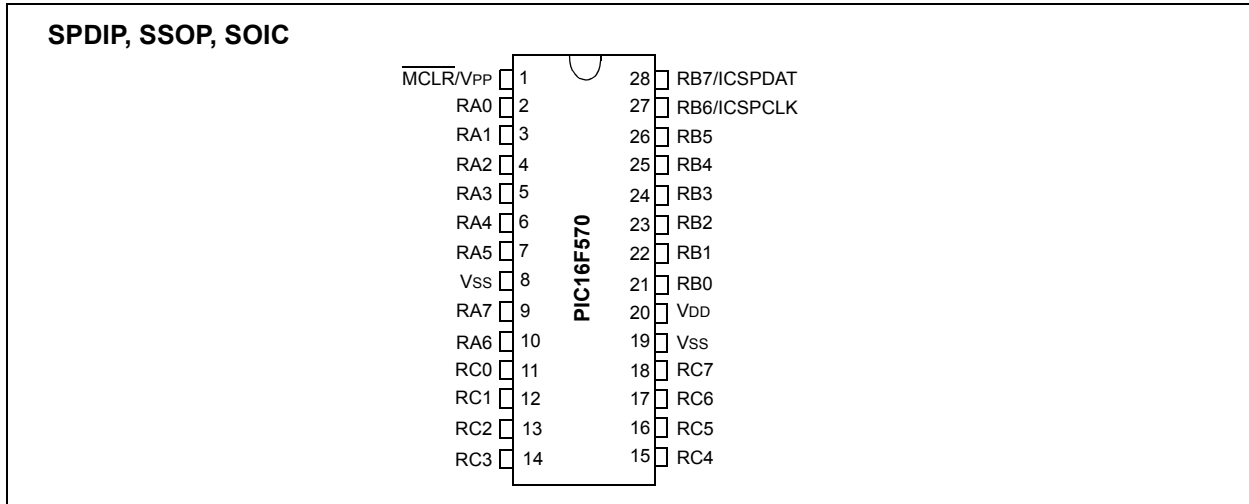 SPDIP, SSOP, SOIC
MCLR/VPP 1 28 RB7/ICSPDAT
RA0 2 27 RB6/ICSPCLK
RA1 3 26 RB5
RA2 4 25 RB4
RA3 5 24 RB3
RA4 6 23 RB2
RA5 7 22 RB1
VSS 8 21 RB0
RA7 9 20 VDD
RA6 10 19 VSS
RC0 11 18 RC7
RC1 12 17 RC6
RC2 13 16 RC5
RC3 14 15 RC4
PIC16F570